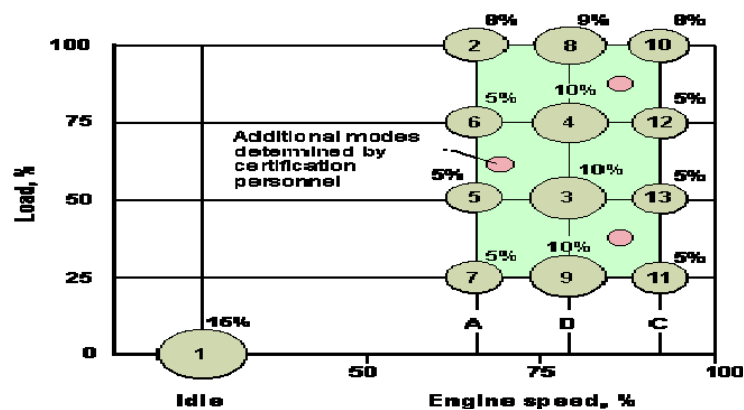 8% 9% 8%
100 2 8 10
10%
5% 5%
75 6 4 12
Additional modes
determined by
certification
personnel
5% 10% 5%
50 5 3 13
5% 10% 5%
25 7 9 11
15% A D C
0 1
50 75 100
Idle Engine speed, %
Load, %